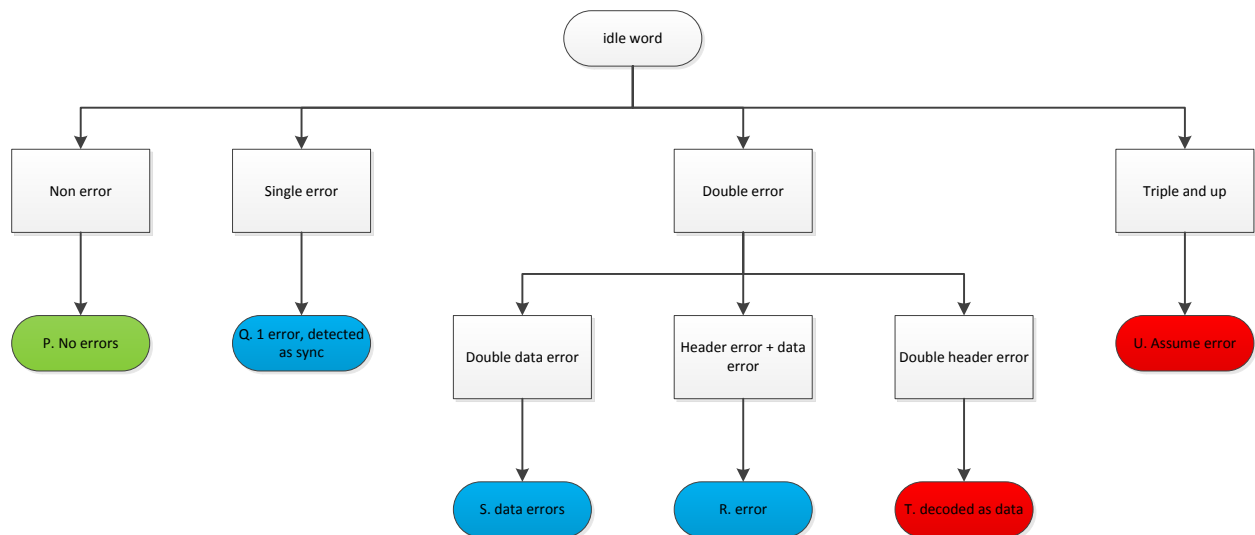 idle word
Non error
Single error
Double error
Triple and up
P. No errors
Q. 1 error, detected
as sync
Double data error
Header error + data
error
Double header error
U. Assume error
S. data errors
R. error
T. decoded as data